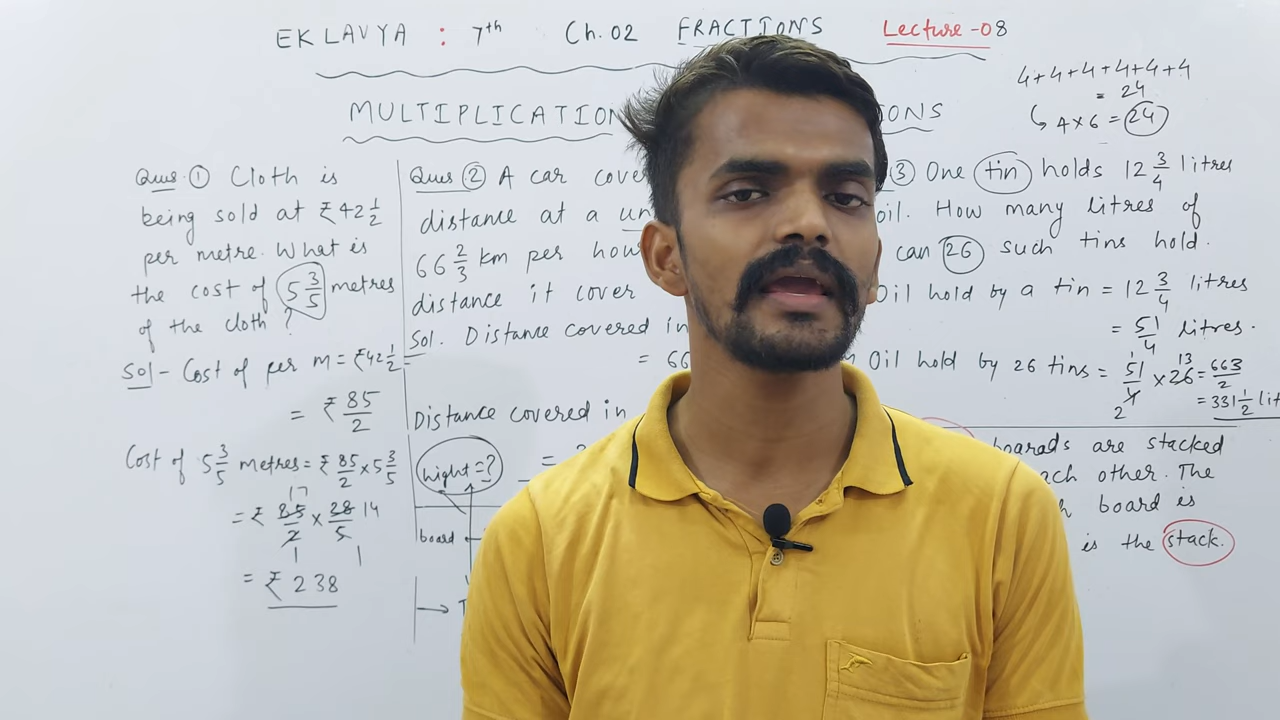 EKLAVYA : 7th Ch. 02 FRACTIONS Lecture-08
4+4+4+4+4+4
= 24
↳ 4×6 = 24
MULTIPLICATION
Ques. ① Cloth is
being sold at ₹42 1/2
per metre. What is
the cost of 5 3/5 metres
of the cloth ?
Sol - Cost of per m = ₹42 1/2
= ₹ 85/2
Cost of 5 3/5 metres = ₹ 85/2 × 5 3/5
17
= ₹ 85/2 × 28/5 14
1 1
= ₹ 238
Ques ② A car
distance at a
66 2/3 km per
distance it cover
Sol. Distance covered in
= 66
Distance covered in
hight = ?
=
board
→
③ One tin holds 12 3/4 litres
oil. How many litres of
can 26 such tins hold.
Oil hold by a tin = 12 3/4 litres
= 51/4 litres.
Oil hold by 26 tins = 51/4 × 26 = 663/2
1 13
2
= 331 1/2
boarads are stacked
each other. The
board is
is the stack.